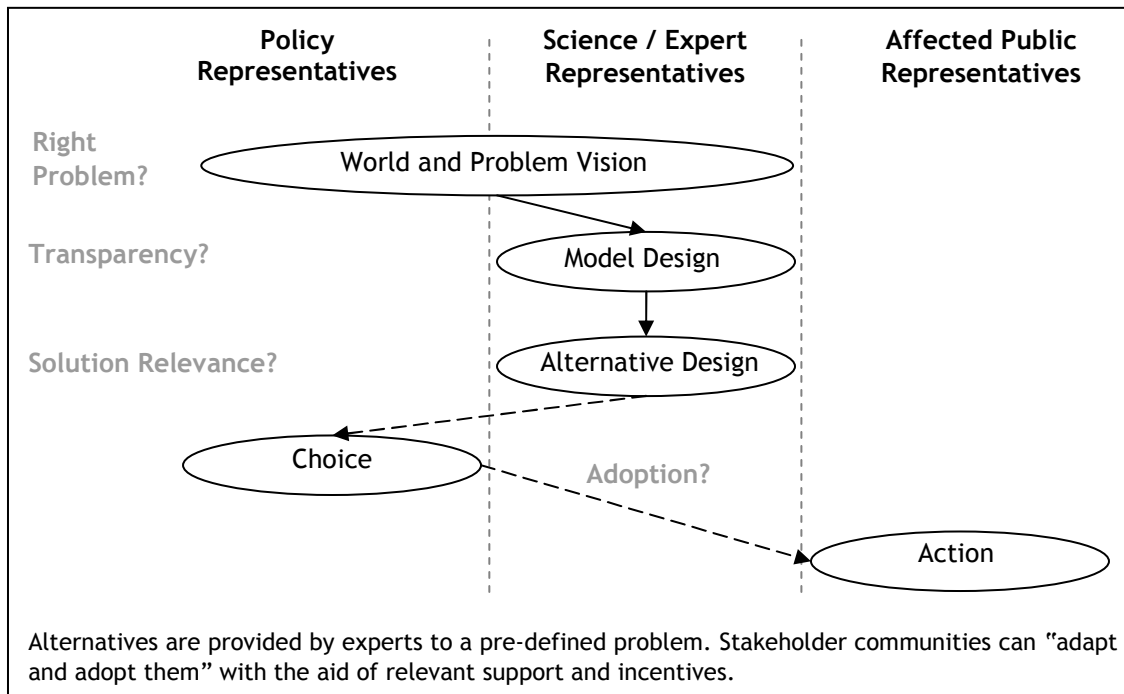 Policy
Representatives
Science / Expert
Representatives
Affected Public
Representatives
Right
Problem?
World and Problem Vision
Transparency?
Model Design
Solution Relevance?
Alternative Design
Choice
Adoption?
Action
Alternatives are provided by experts to a pre-defined problem. Stakeholder communities can “adapt
and adopt them” with the aid of relevant support and incentives.